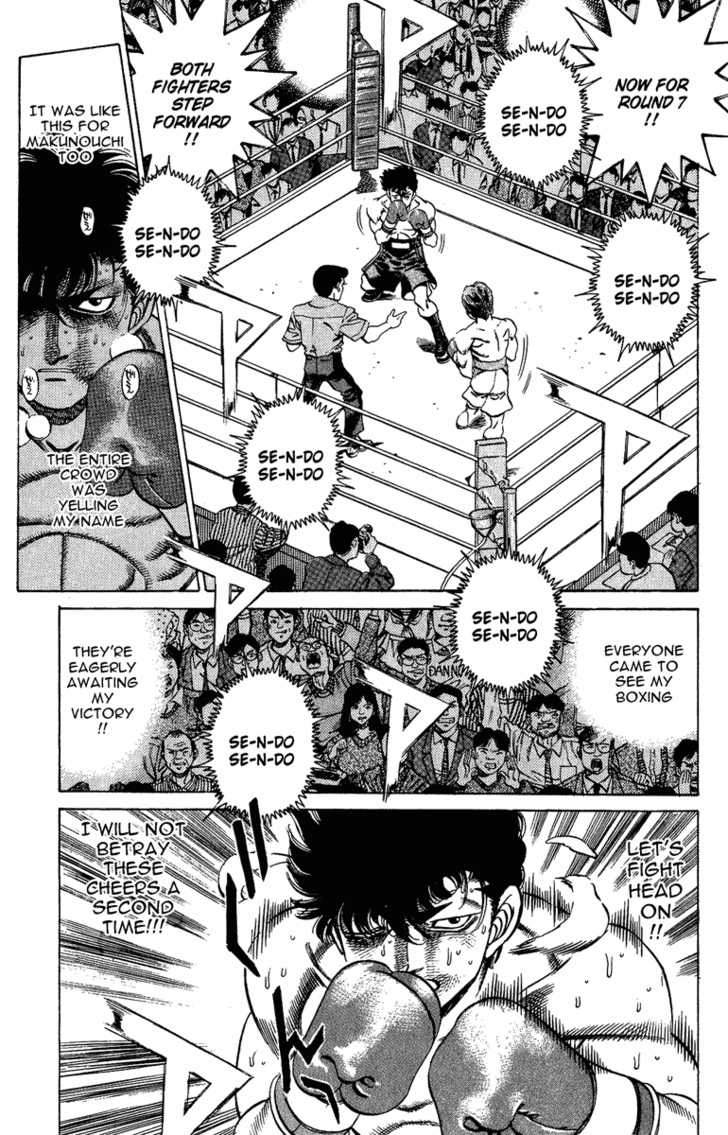 NOW FOR
ROUND 7
!!
BOTH
FIGHTERS
STEP
FORWARD
!!
SE-N-DO
SE-N-DO
SE-N-DO
SE-N-DO
SE-N-DO
SE-N-DO
SE-N-DO
SE-N-DO
IT WAS LIKE
THIS FOR
MAKUNOUCHI
TOO
THE ENTIRE
CROWD
WAS
YELLING
MY NAME
SE-N-DO
SE-N-DO
EVERYONE
CAME TO
SEE MY
BOXING
THEY'RE
EAGERLY
AWAITING
MY
VICTORY
!!
SE-N-DO
SE-N-DO
LET'S
FIGHT
HEAD
ON
!!
I WILL NOT
BETRAY
THESE
CHEERS A
SECOND
TIME!!!